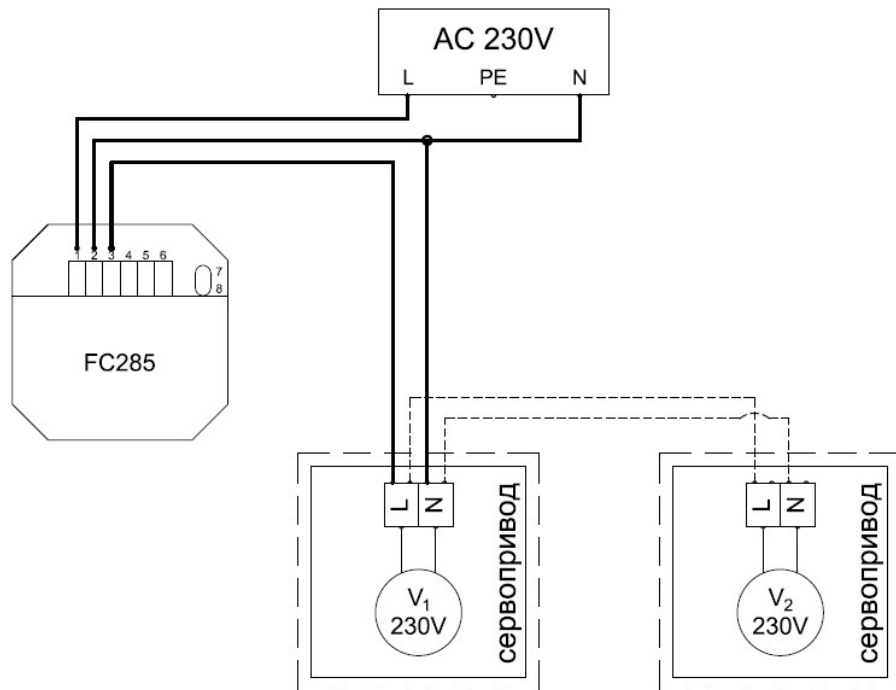 AC 230V
L PE N
1 2 3 4 5 6
7
8
FC285
L N
сервопривод
V₁
230V
L N
сервопривод
V₂
230V